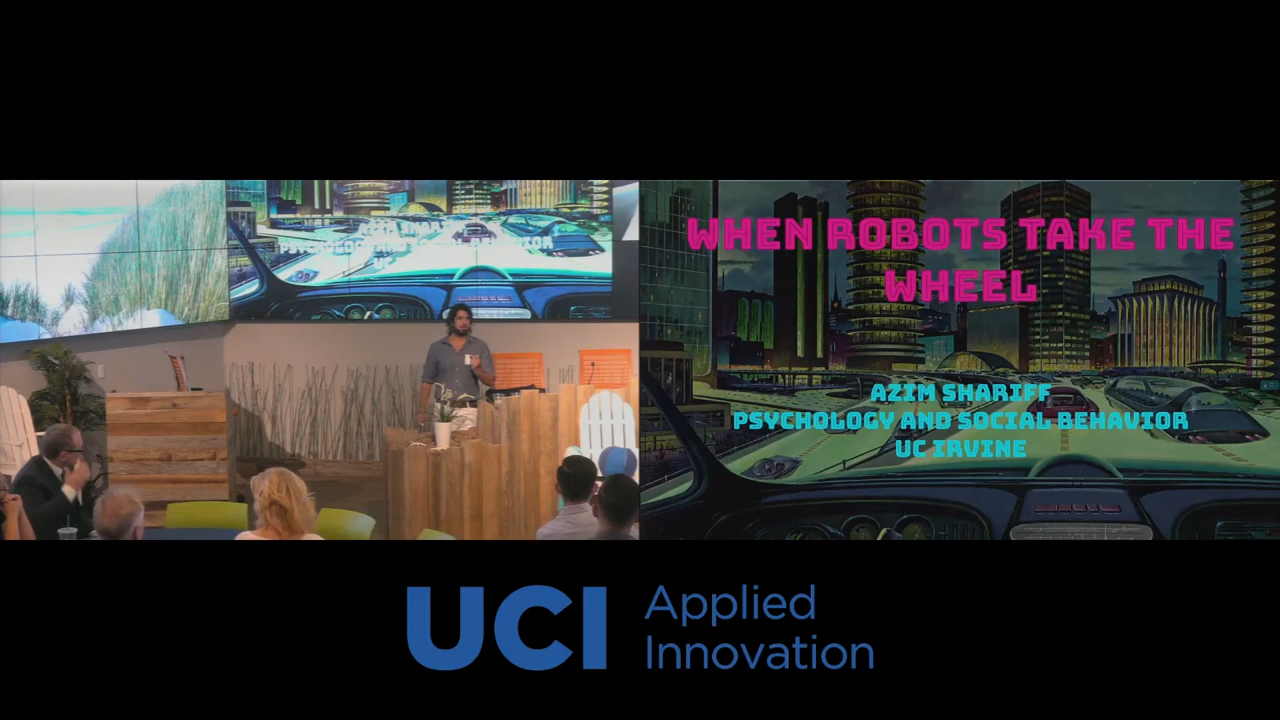 WHEN ROBOTS TAKE THE
WHEEL
AZIM SHARIFF
PSYCHOLOGY AND SOCIAL BEHAVIOR
UC IRVINE
UCI Applied
Innovation